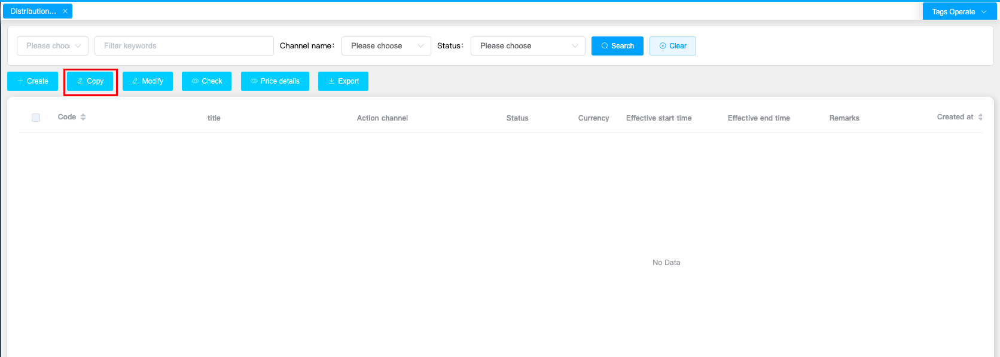 Distribution...
Tags Operate
Please choo
Filter keywords
Channel name:
Please choose
Status:
Please choose
Search
Clear
Create
Copy
Modify
Check
Price details
Export
Code
title
Action channel
Status
Currency
Effective start time
Effective end time
Remarks
Created at
No Data